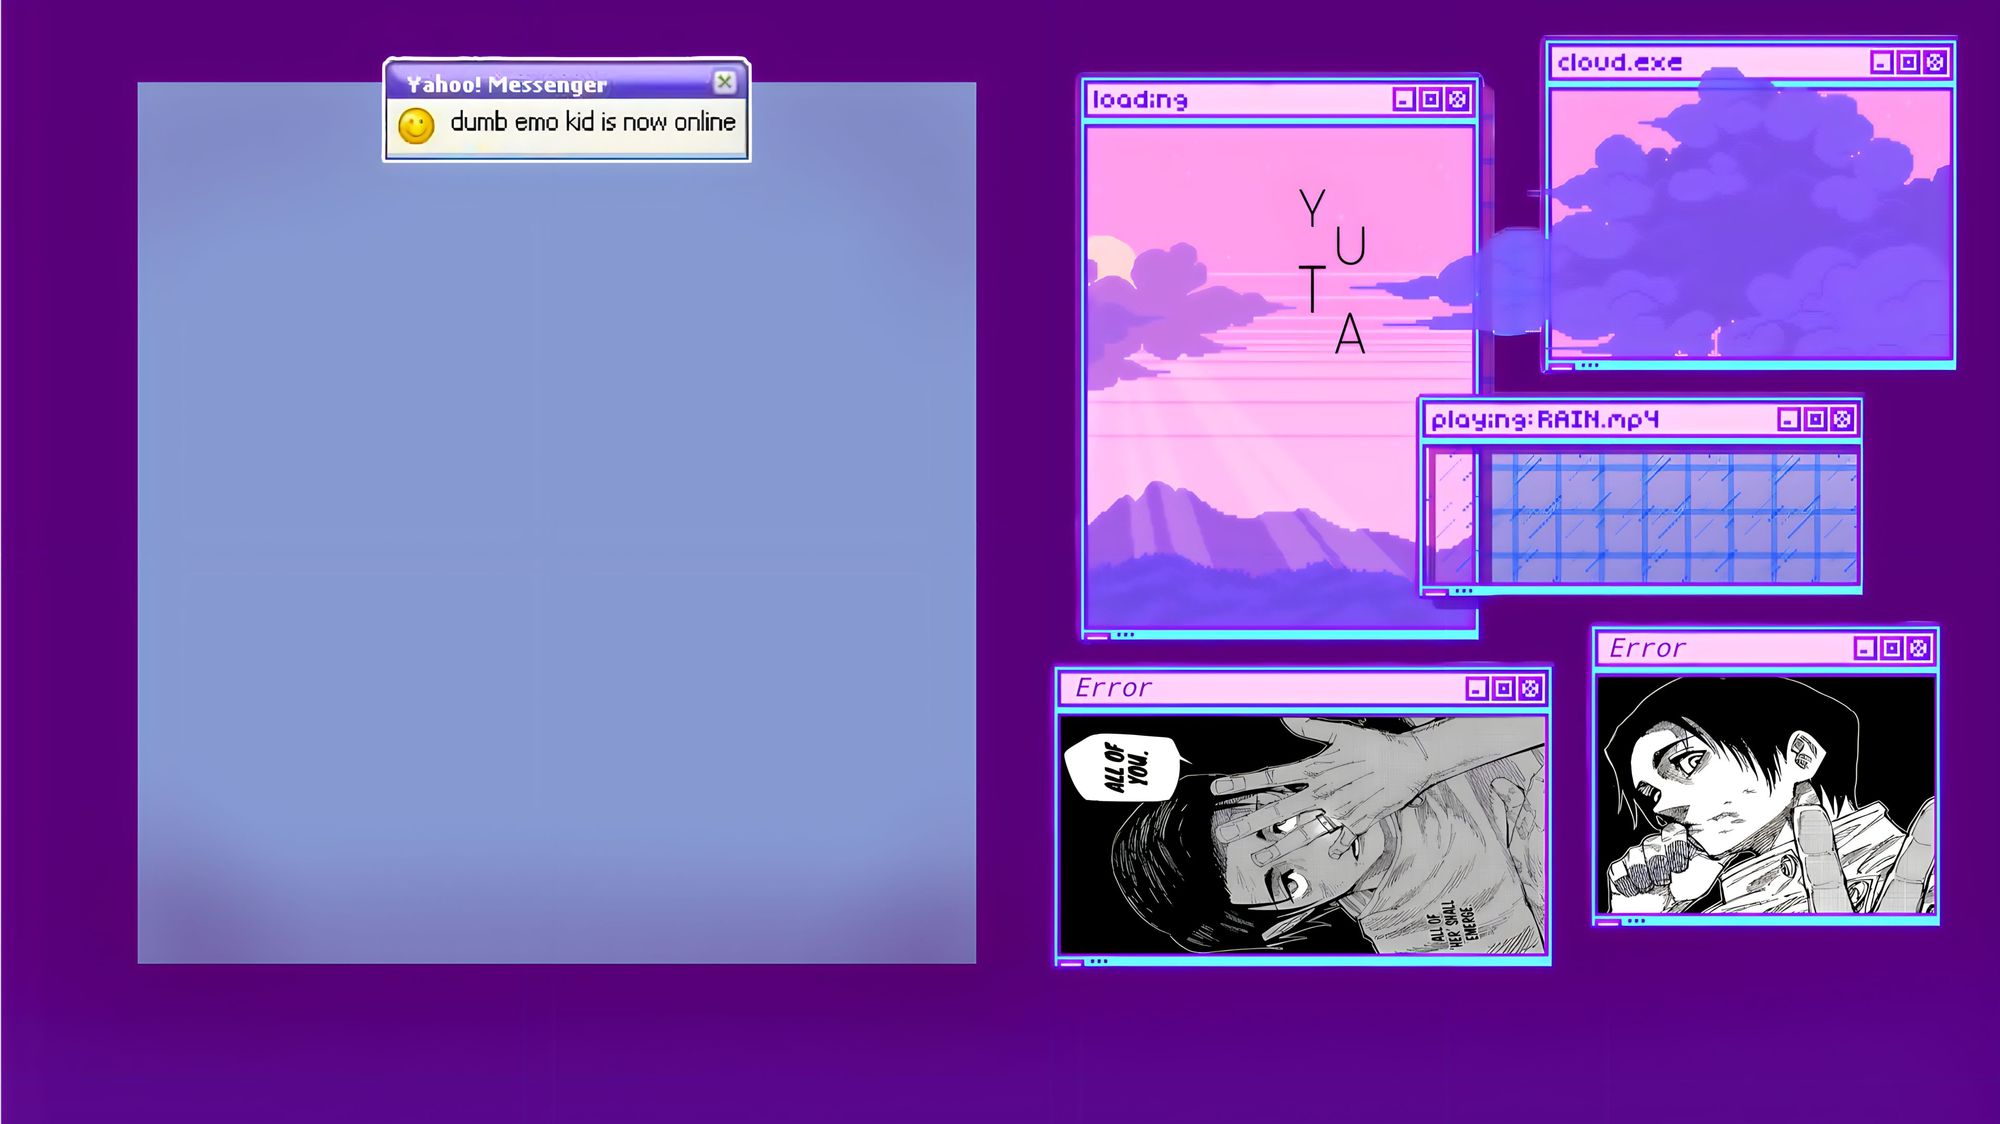 Yahoo! Messenger
dumb emo kid is now online
loading
Y
U
T
A
cloud.exe
playing:RAIN.mp4
Error
ALL OF
YOU.
ALL OF
'HER' SHALL
EMERGE.
Error